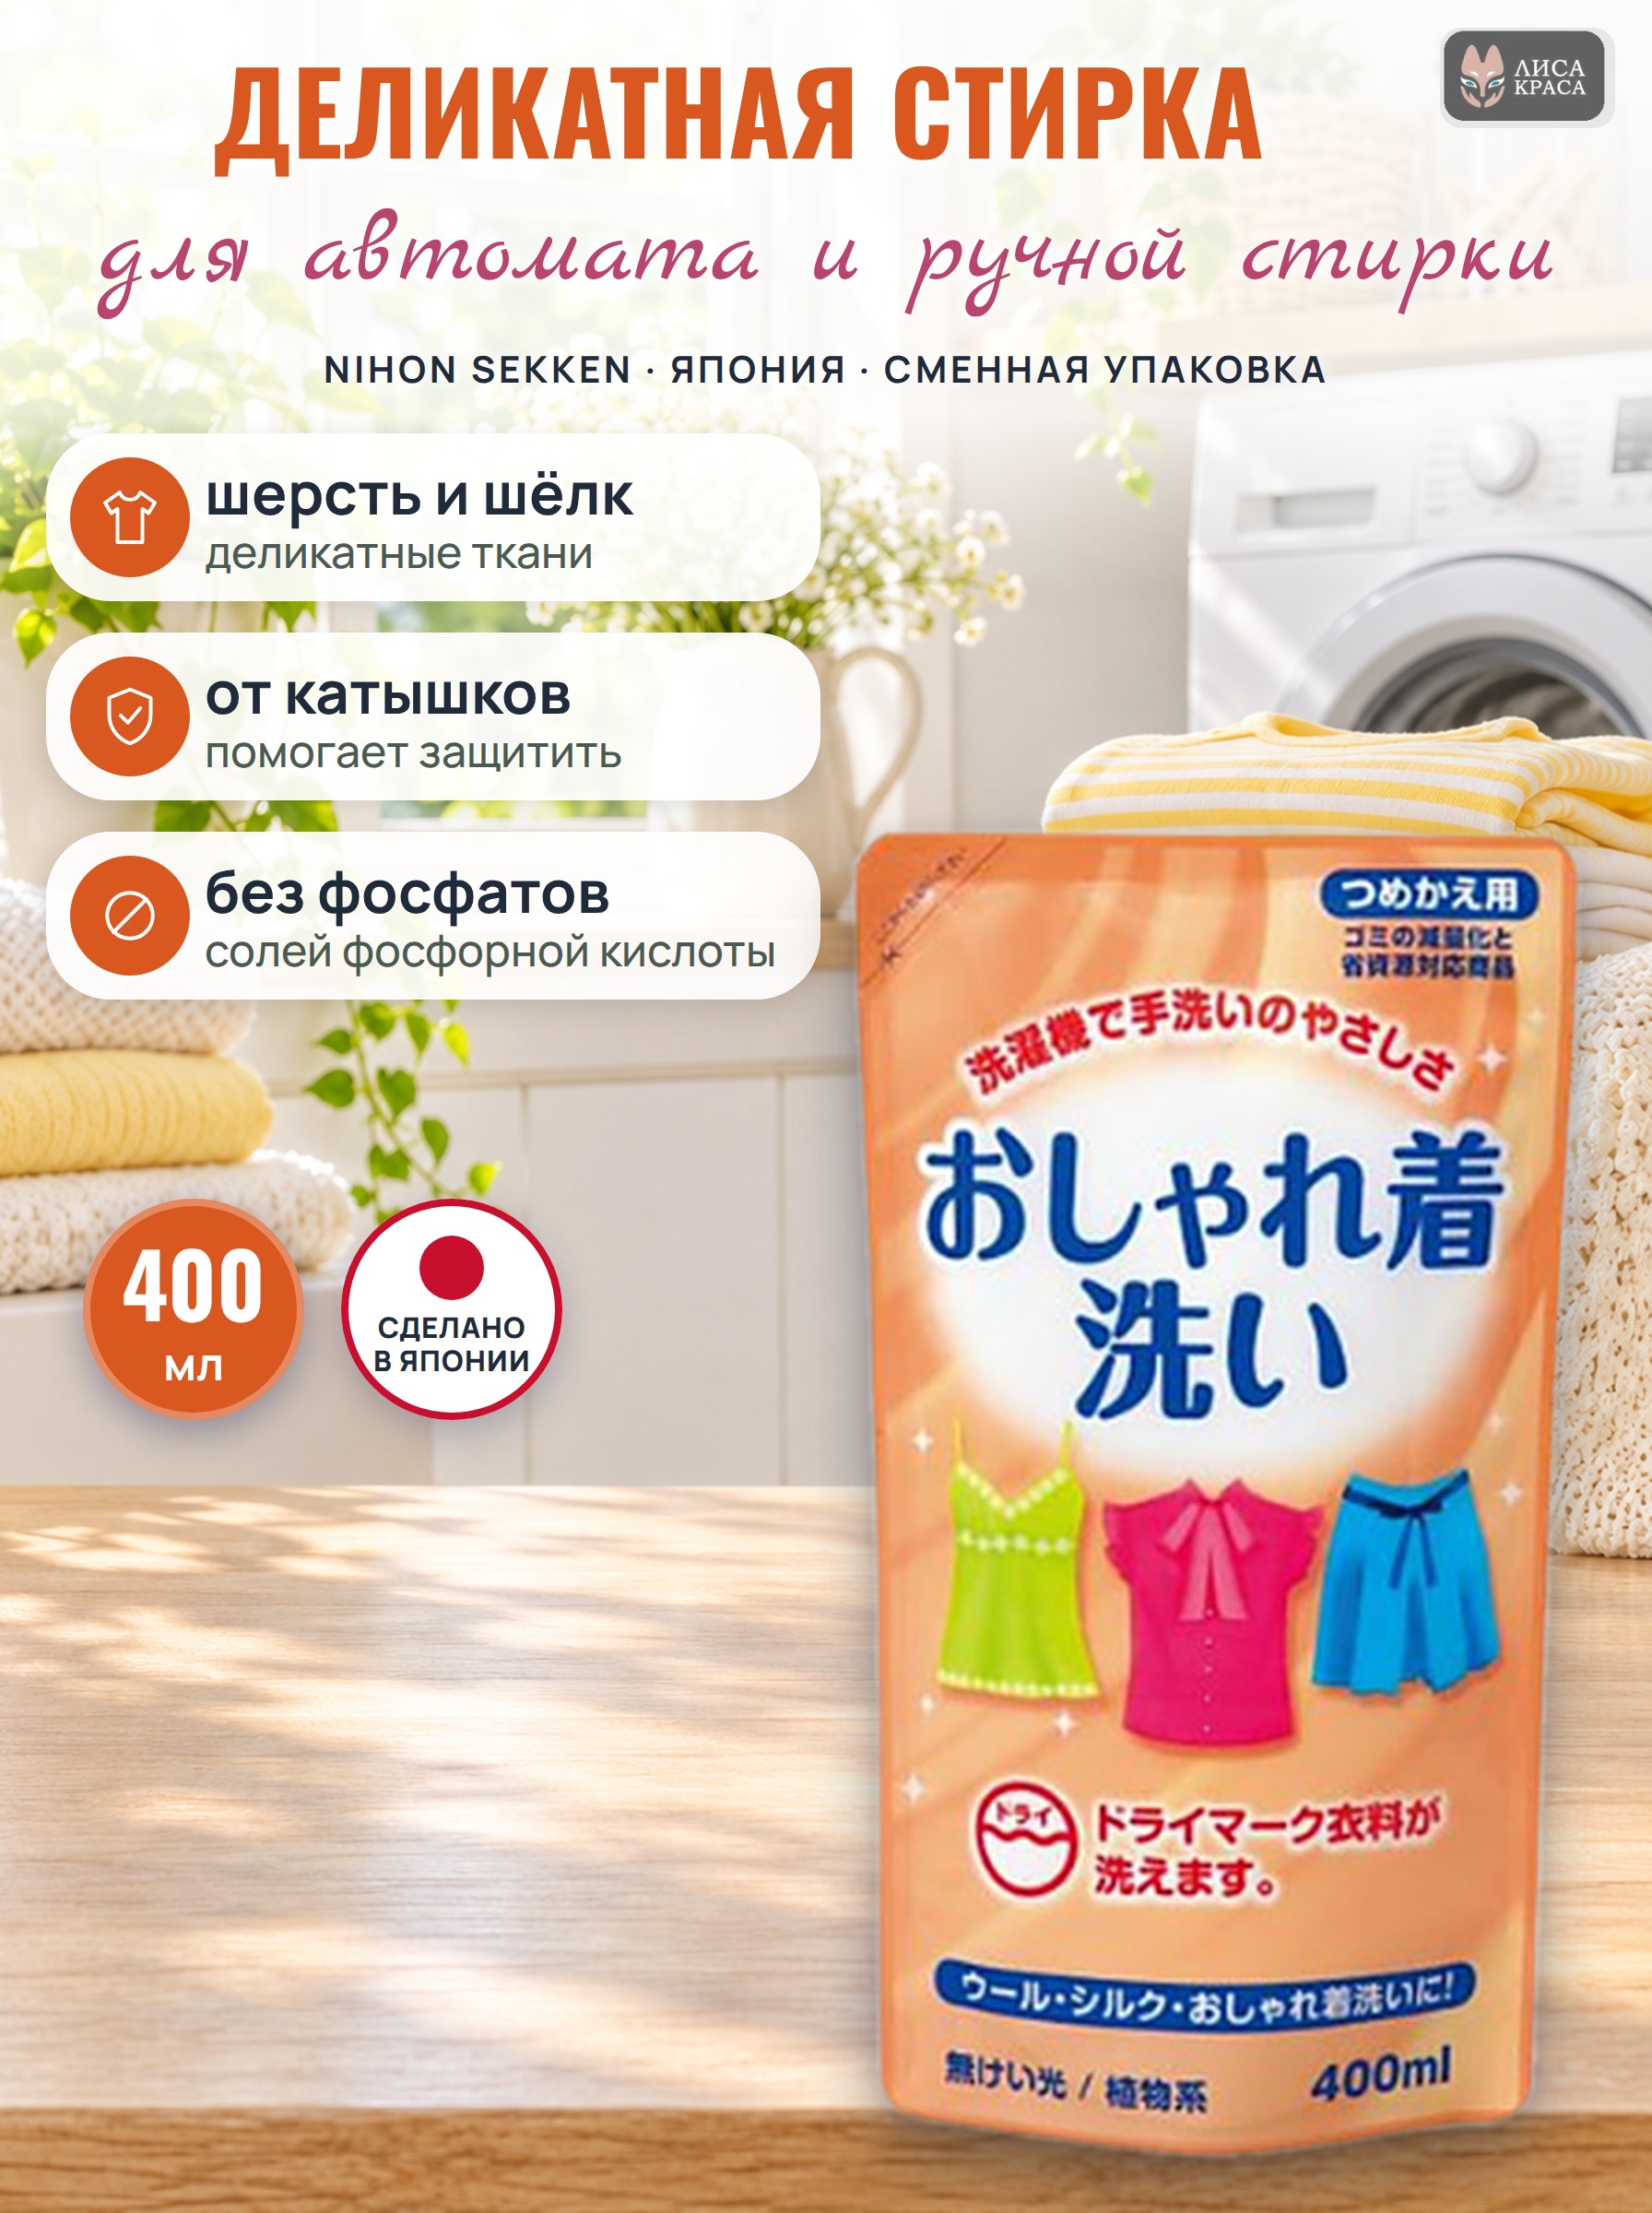 ДЕЛИКАТНАЯ СТИРКА
ЛИСА
КРАСА
для автомата и ручной стирки
NIHON SEKKEN · ЯПОНИЯ · СМЕННАЯ УПАКОВКА
шерсть и шёлк
деликатные ткани
от катышков
помогает защитить
без фосфатов
солей фосфорной кислоты
400
мл
СДЕЛАНО
В ЯПОНИИ
つめかえ用
ゴミの減量化と
省資源対応商品
洗濯機で手洗いのやさしさ
おしゃれ着
洗い
ドライ
ドライマーク衣料が
洗えます。
ウール・シルク・おしゃれ着洗いに!
無けい光 / 植物系
400ml